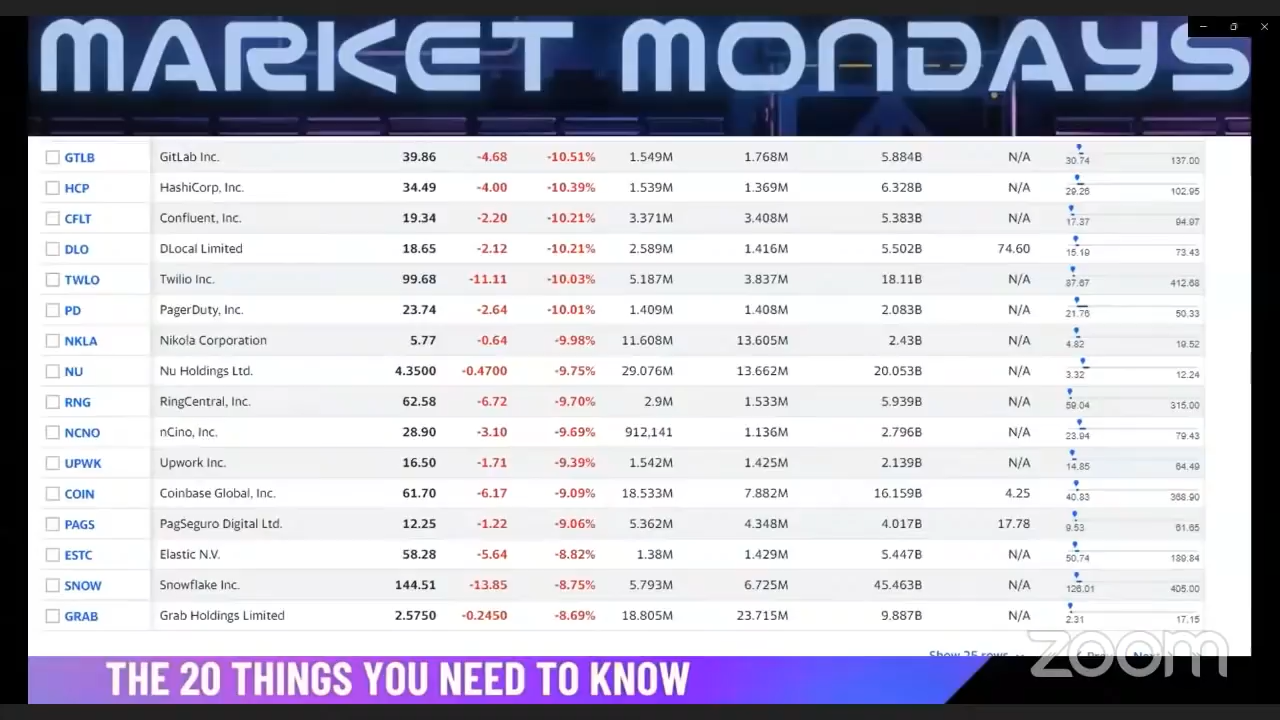 MARKET MONDAYS
GTLB GitLab Inc. 39.86 -4.68 -10.51% 1.549M 1.768M 5.884B N/A 30.74 137.00
HCP HashiCorp, Inc. 34.49 -4.00 -10.39% 1.539M 1.369M 6.328B N/A 29.26 102.95
CFLT Confluent, Inc. 19.34 -2.20 -10.21% 3.371M 3.408M 5.383B N/A 17.37 94.97
DLO DLocal Limited 18.65 -2.12 -10.21% 2.589M 1.416M 5.502B 74.60 15.19 73.43
TWLO Twilio Inc. 99.68 -11.11 -10.03% 5.187M 3.837M 18.11B N/A 87.67 412.68
PD PagerDuty, Inc. 23.74 -2.64 -10.01% 1.409M 1.408M 2.083B N/A 21.76 50.33
NKLA Nikola Corporation 5.77 -0.64 -9.98% 11.608M 13.605M 2.43B N/A 4.82 19.52
NU Nu Holdings Ltd. 4.3500 -0.4700 -9.75% 29.076M 13.662M 20.053B N/A 3.32 12.24
RNG RingCentral, Inc. 62.58 -6.72 -9.70% 2.9M 1.533M 5.939B N/A 59.04 315.00
NCNO nCino, Inc. 28.90 -3.10 -9.69% 912,141 1.136M 2.796B N/A 23.94 79.43
UPWK Upwork Inc. 16.50 -1.71 -9.39% 1.542M 1.425M 2.139B N/A 14.85 64.49
COIN Coinbase Global, Inc. 61.70 -6.17 -9.09% 18.533M 7.882M 16.159B 4.25 40.83 368.90
PAGS PagSeguro Digital Ltd. 12.25 -1.22 -9.06% 5.362M 4.348M 4.017B 17.78 9.53 61.65
ESTC Elastic N.V. 58.28 -5.64 -8.82% 1.38M 1.429M 5.447B N/A 50.74 189.84
SNOW Snowflake Inc. 144.51 -13.85 -8.75% 5.793M 6.725M 45.463B N/A 126.01 405.00
GRAB Grab Holdings Limited 2.5750 -0.2450 -8.69% 18.805M 23.715M 9.887B N/A 2.31 17.15
Show 25 rows
zoom
THE 20 THINGS YOU NEED TO KNOW